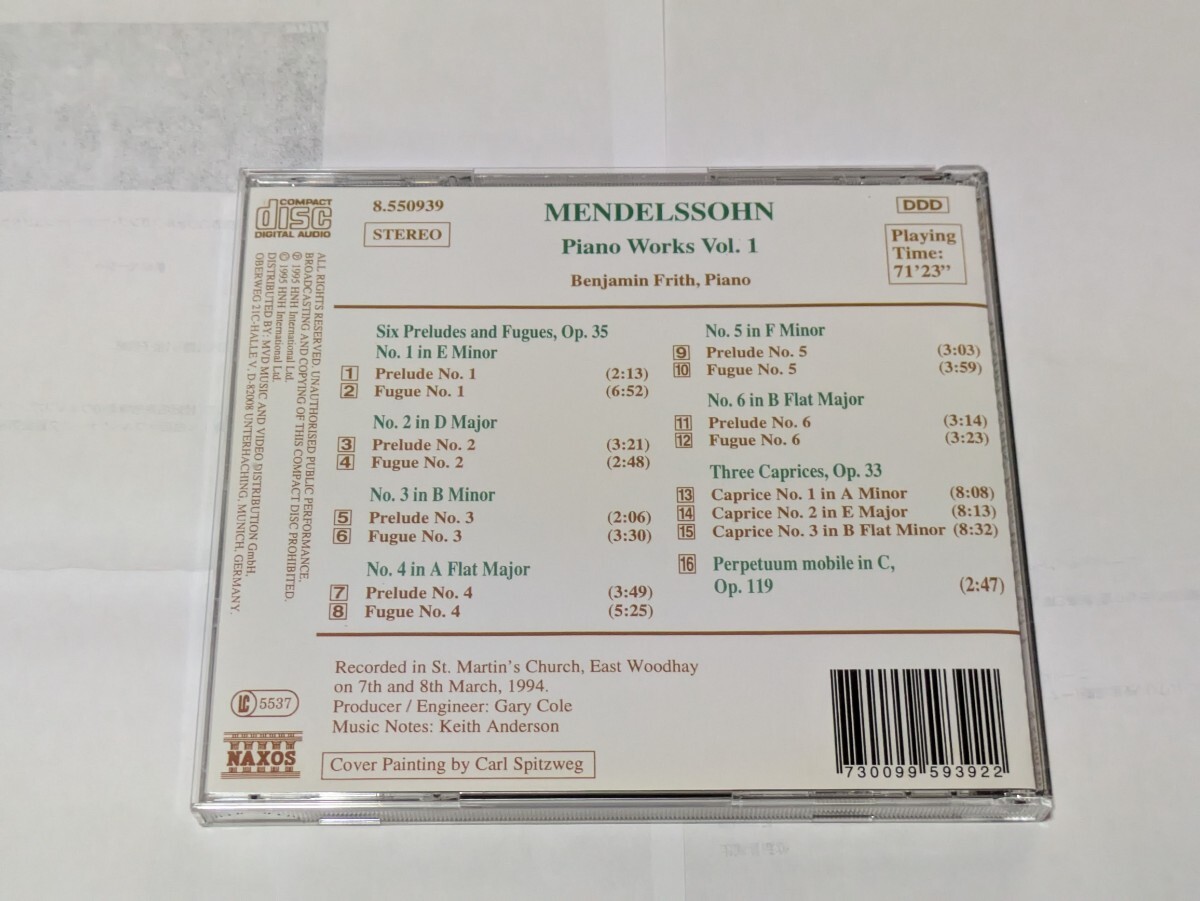 COMPACT
disc
DIGITAL AUDIO
8.550939
STEREO
MENDELSSOHN
Piano Works Vol. 1
Benjamin Frith, Piano
DDD
Playing
Time:
71'23"
ALL RIGHTS RESERVED. UNAUTHORISED PUBLIC PERFORMANCE,
BROADCASTING AND COPYING OF THIS COMPACT DISC PROHIBITED.
℗ 1995 HNH International Ltd.
© 1995 HNH International Ltd.
DISTRIBUTED BY: MVD MUSIC AND VIDEO DISTRIBUTION GmbH,
OBERWEG 21C-HALLE V, D-82008 UNTERHACHING, MUNICH, GERMANY.
Six Preludes and Fugues, Op. 35
No. 1 in E Minor
1 Prelude No. 1 (2:13)
2 Fugue No. 1 (6:52)
No. 2 in D Major
3 Prelude No. 2 (3:21)
4 Fugue No. 2 (2:48)
No. 3 in B Minor
5 Prelude No. 3 (2:06)
6 Fugue No. 3 (3:30)
No. 4 in A Flat Major
7 Prelude No. 4 (3:49)
8 Fugue No. 4 (5:25)
No. 5 in F Minor
9 Prelude No. 5 (3:03)
10 Fugue No. 5 (3:59)
No. 6 in B Flat Major
11 Prelude No. 6 (3:14)
12 Fugue No. 6 (3:23)
Three Caprices, Op. 33
13 Caprice No. 1 in A Minor (8:08)
14 Caprice No. 2 in E Major (8:13)
15 Caprice No. 3 in B Flat Minor (8:32)
16 Perpetuum mobile in C,
Op. 119 (2:47)
Recorded in St. Martin's Church, East Woodhay
on 7th and 8th March, 1994.
Producer / Engineer: Gary Cole
Music Notes: Keith Anderson
Cover Painting by Carl Spitzweg
LC 5537
NAXOS
730099 593922